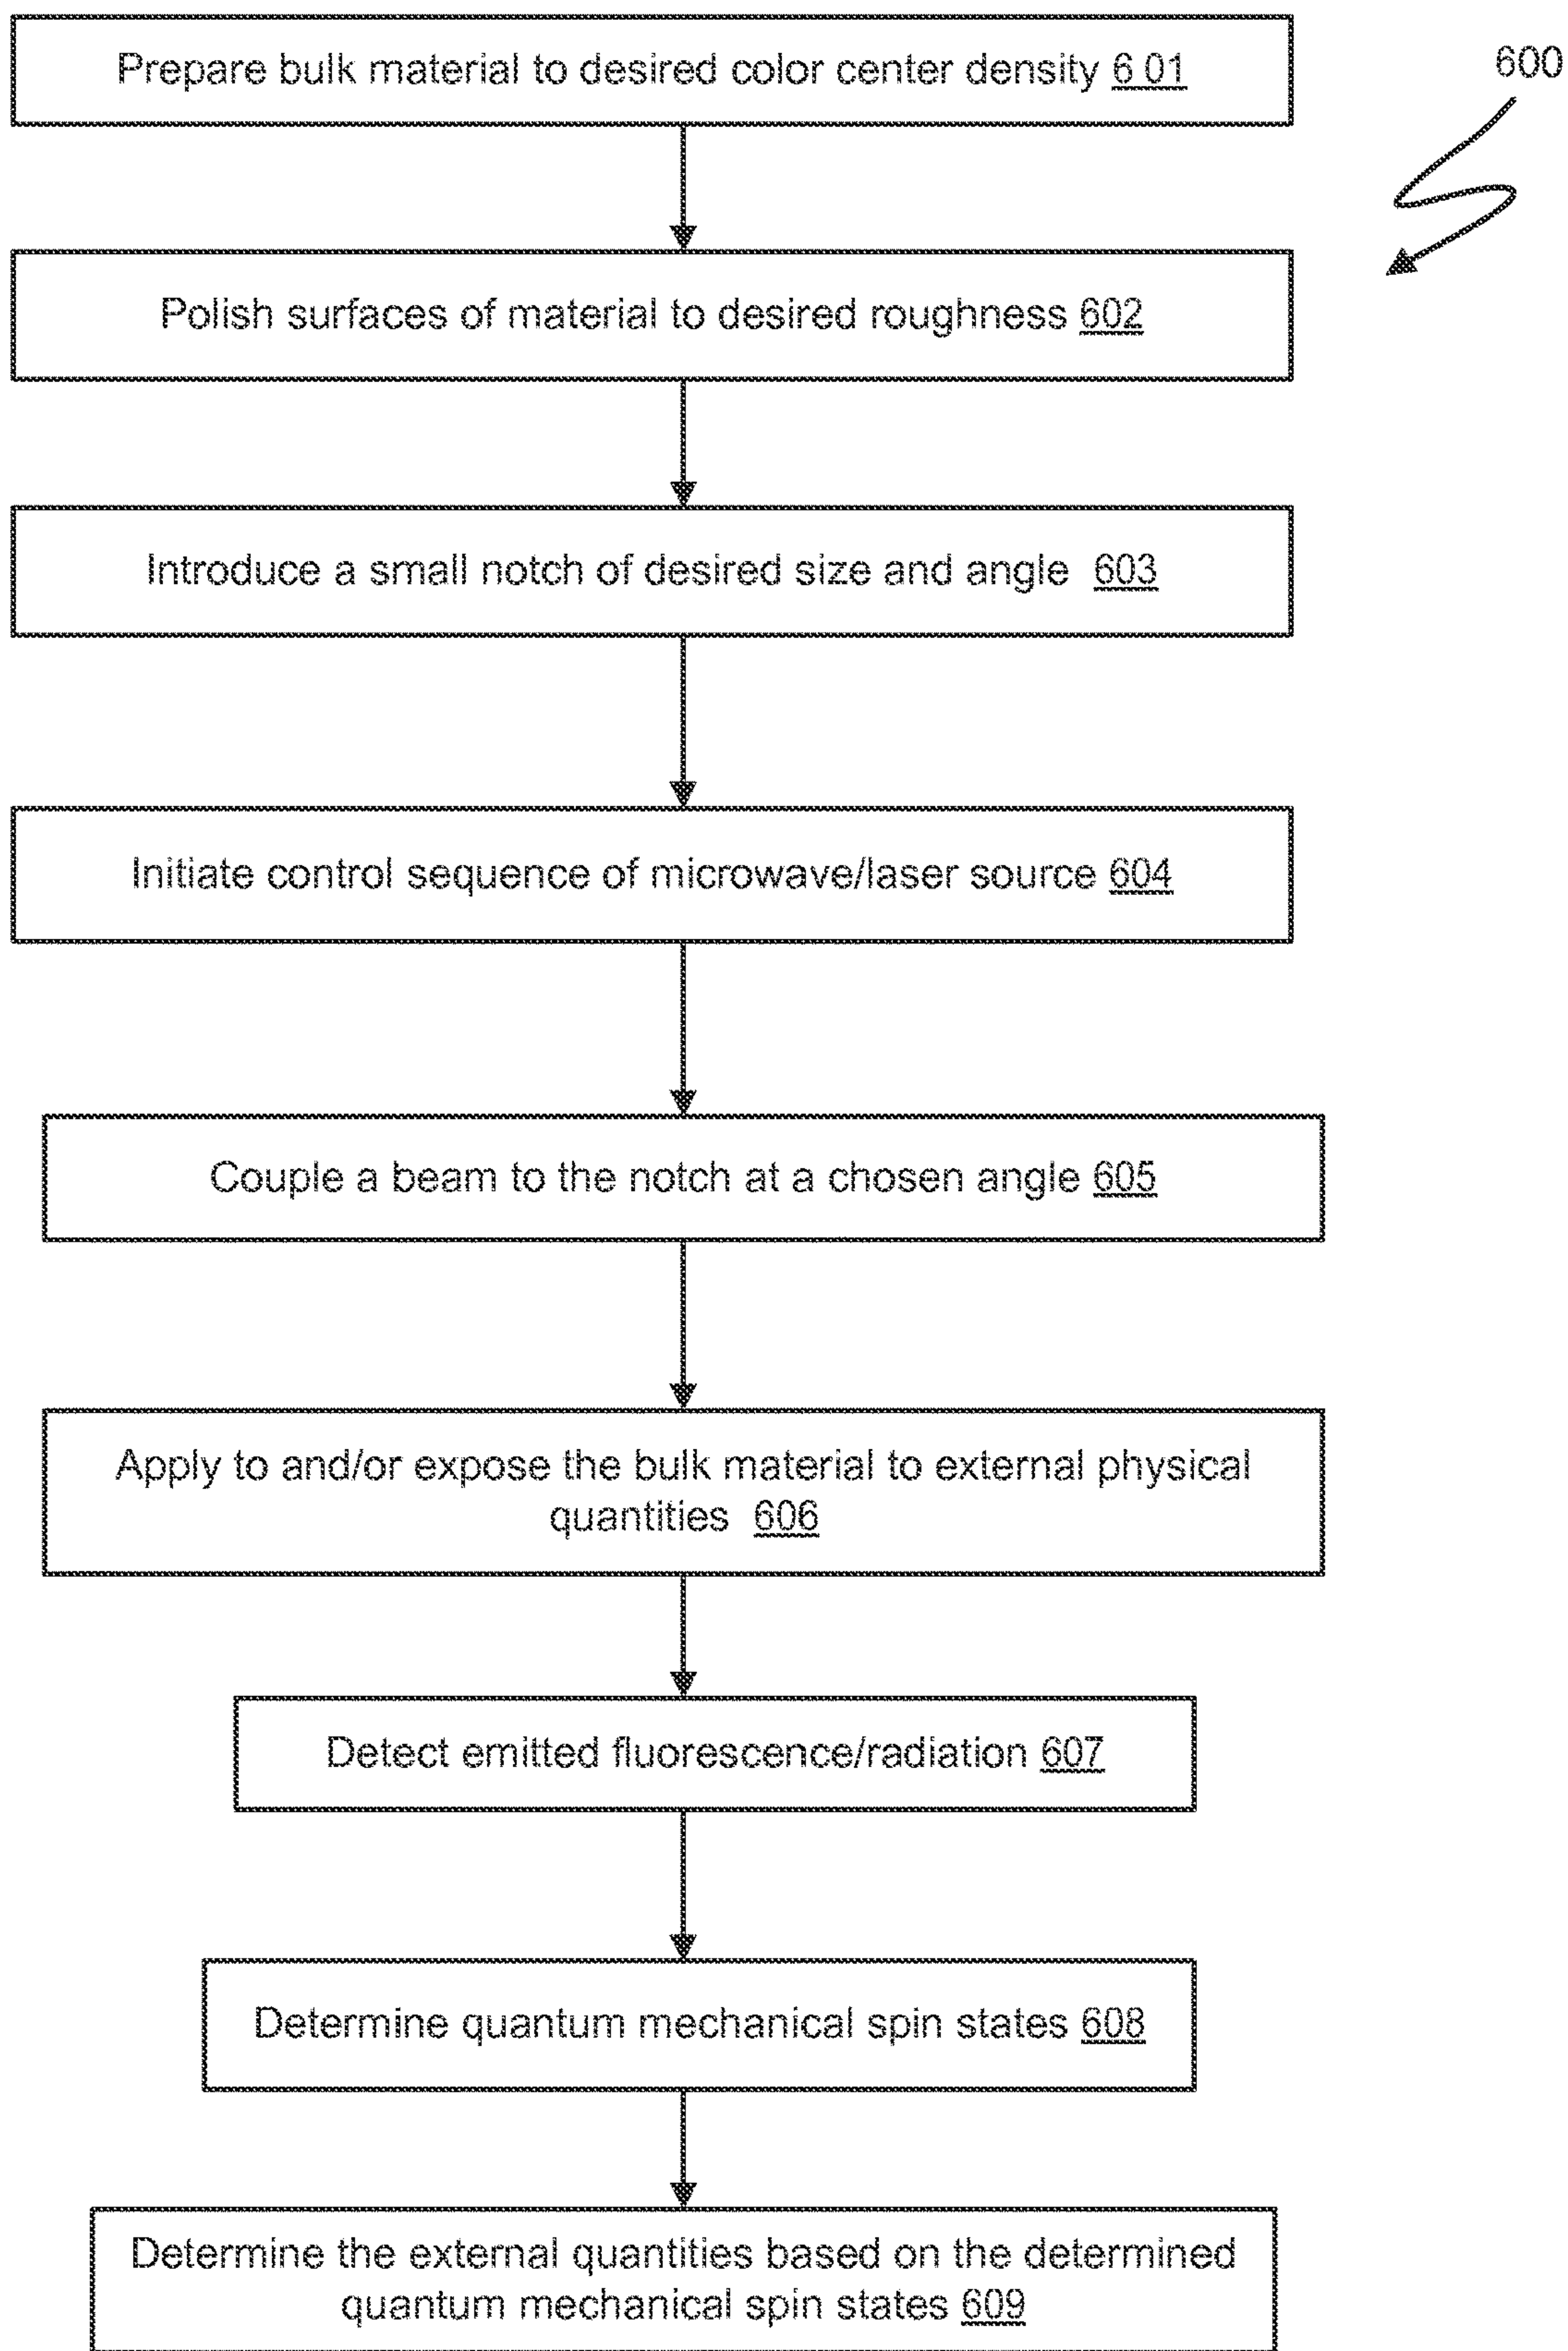 Prepare bulk material to desired color center density 6 01
600
Polish surfaces of material to desired roughness 602
Introduce a small notch of desired size and angle 603
Initiate control sequence of microwave/laser source 604
Couple a beam to the notch at a chosen angle 605
Apply to and/or expose the bulk material to external physical
quantities 606
Detect emitted fluorescence/radiation 607
Determine quantum mechanical spin states 608
Determine the external quantities based on the determined
quantum mechanical spin states 609